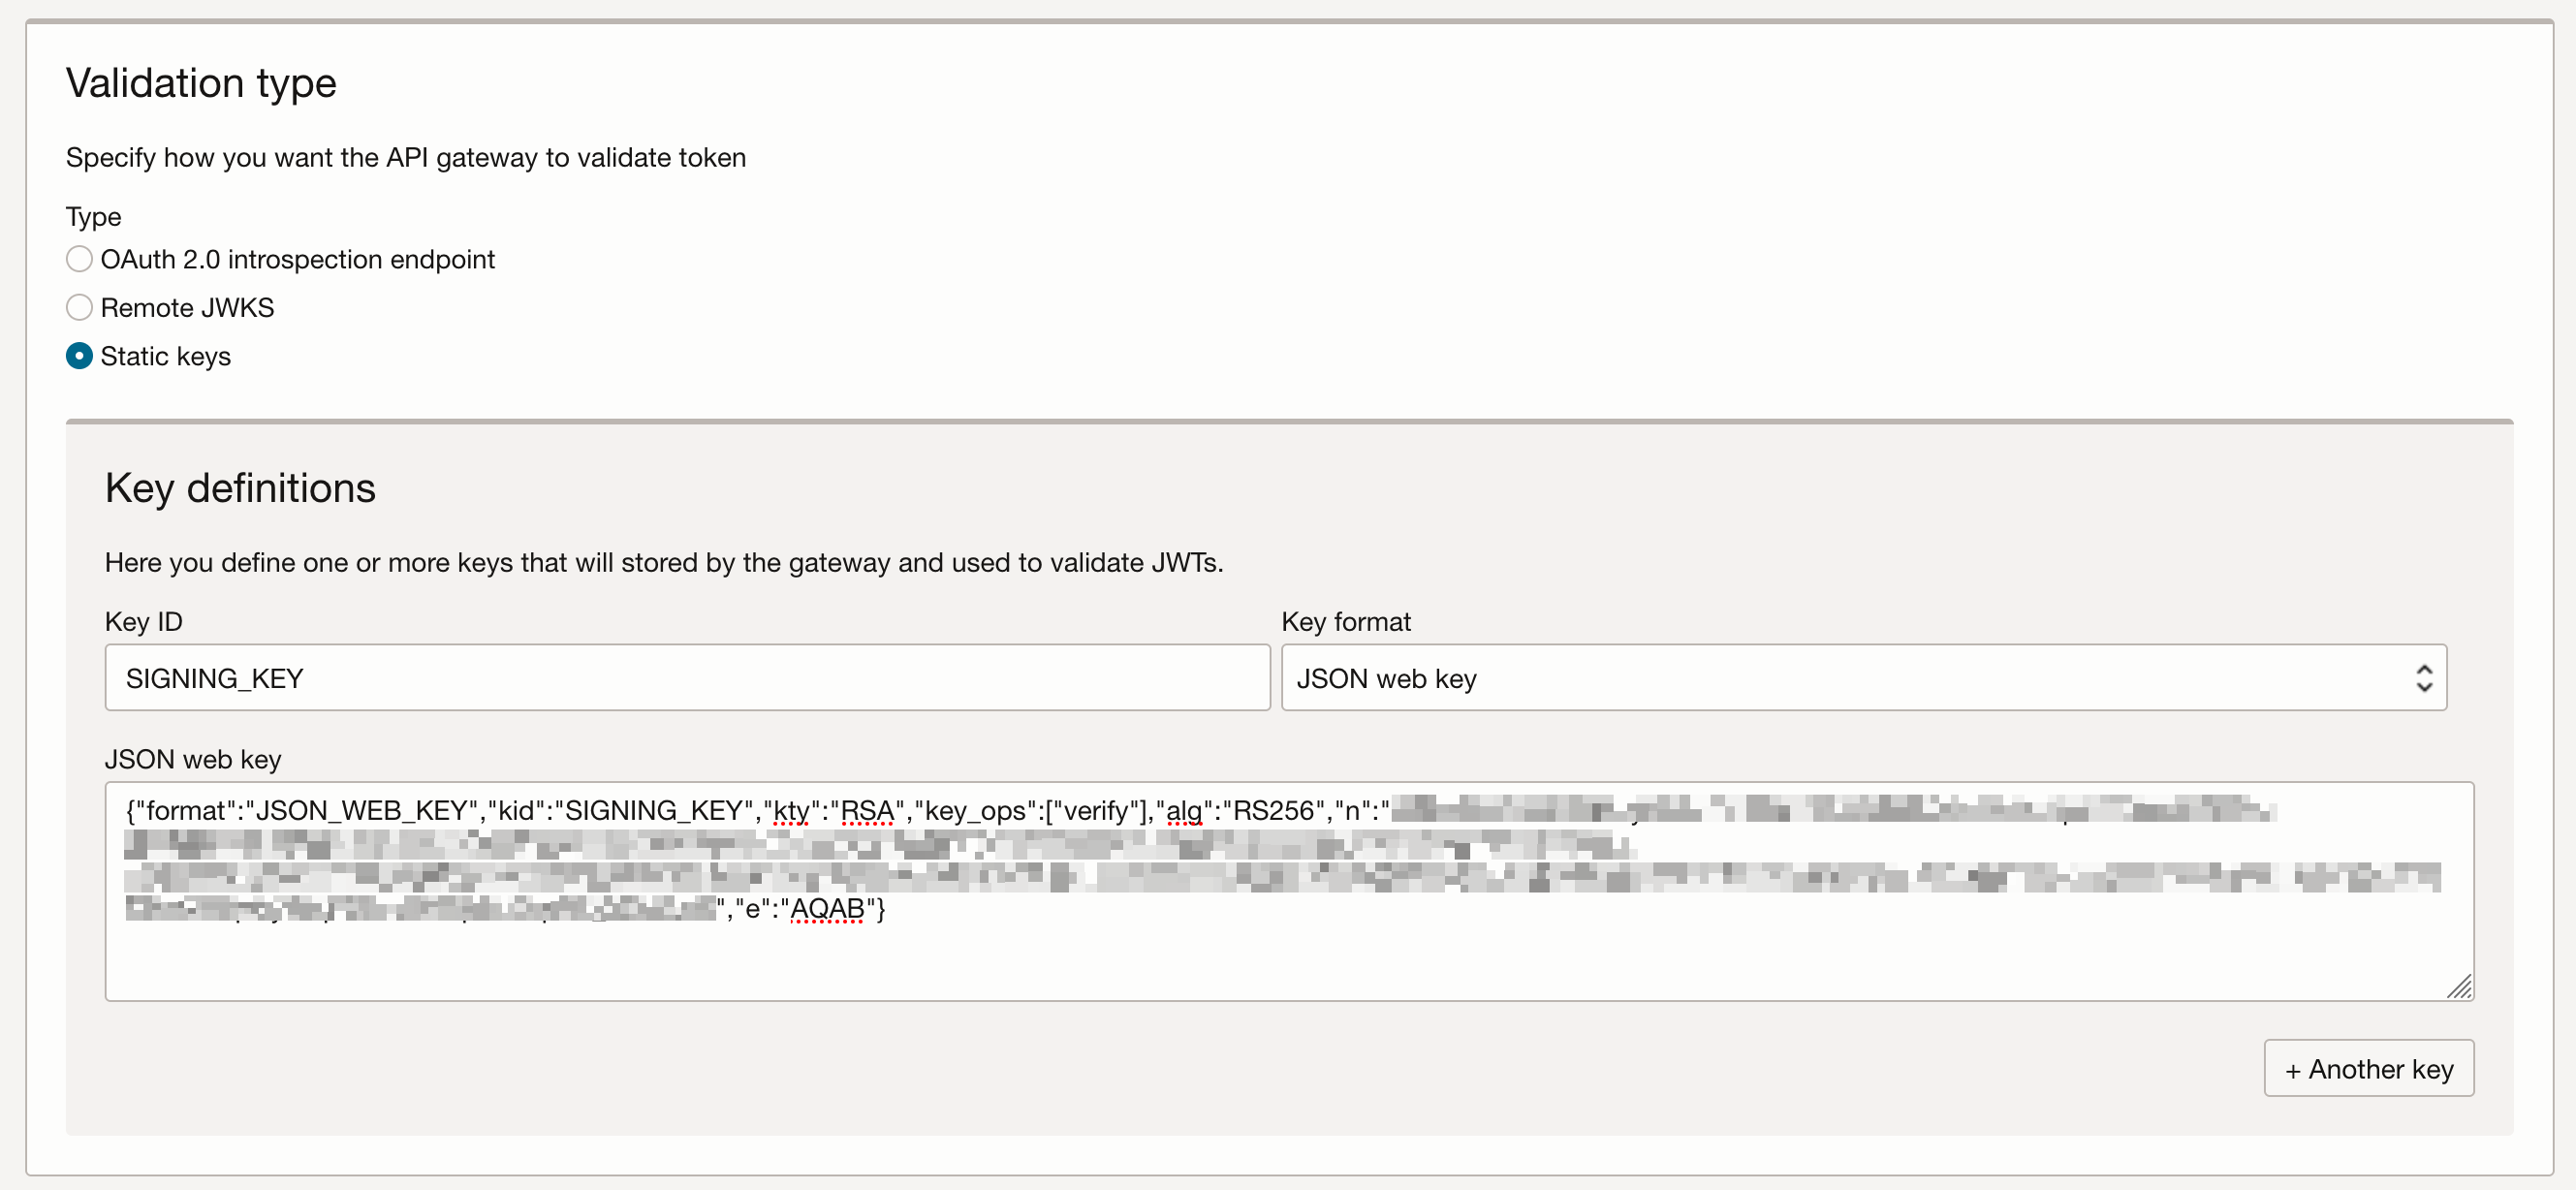 Validation type
Specify how you want the API gateway to validate token
Type
OAuth 2.0 introspection endpoint
Remote JWKS
Static keys
Key definitions
Here you define one or more keys that will stored by the gateway and used to validate JWTs.
Key ID
Key format
SIGNING_KEY
JSON web key
JSON web key
{"format":"JSON_WEB_KEY","kid":"SIGNING_KEY","kty":"RSA","key_ops":["verify"],"alg":"RS256","n":"
","e":"AQAB"}
+ Another key